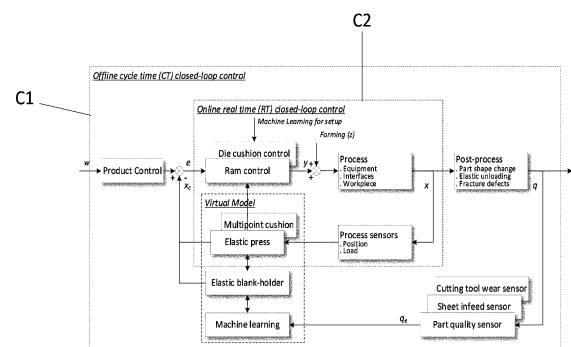 C2
C1
Offline cycle time (CT) closed-loop control
Online real time (RT) closed-loop control
Machine Learning for setup
Forming (z)
w
Product Control
+
-
e
xc
Die cushion control
Ram control
y
+
+
Process
. Equipment
. Interfaces
. Workpiece
x
Post-process
. Part shape change
. Elastic unloading
. Fracture defects
q
Virtual Model
Multipoint cushion
Elastic press
Process sensors
. Position
. Load
Elastic blank-holder
Machine learning
qe
Cutting tool wear sensor
Sheet infeed sensor
Part quality sensor